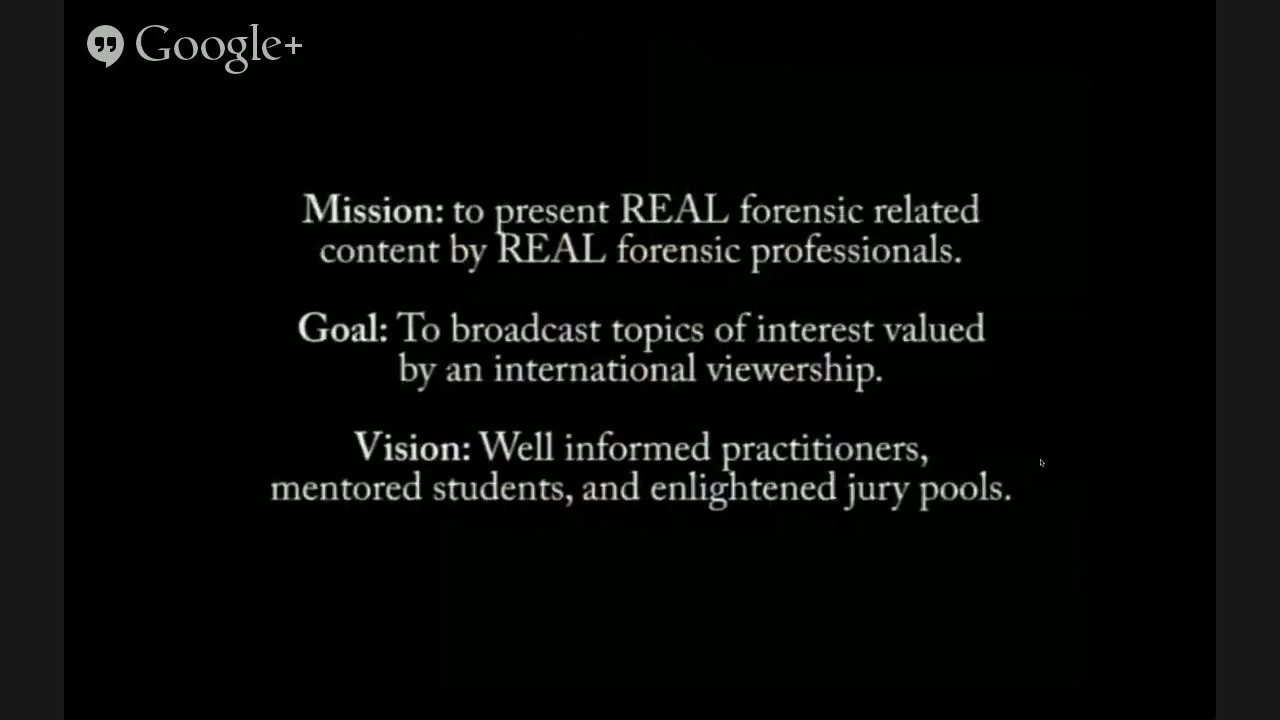 Google+
Mission: to present REAL forensic related
content by REAL forensic professionals.
Goal: To broadcast topics of interest valued
by an international viewership.
Vision: Well informed practitioners,
mentored students, and enlightened jury pools.